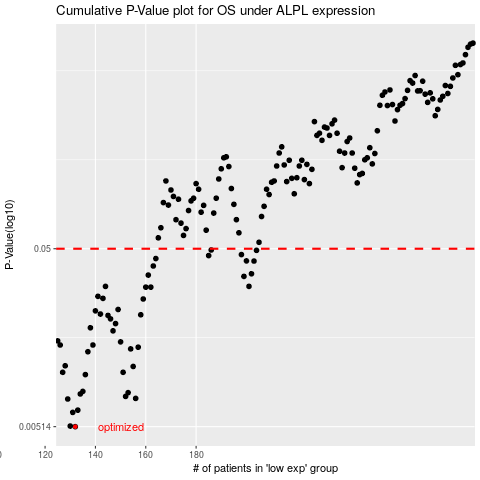 Cumulative P-Value plot for OS under ALPL expression
P-Value(log10)
0.05
0.00514
optimized
0
120
140
160
180
# of patients in 'low exp' group